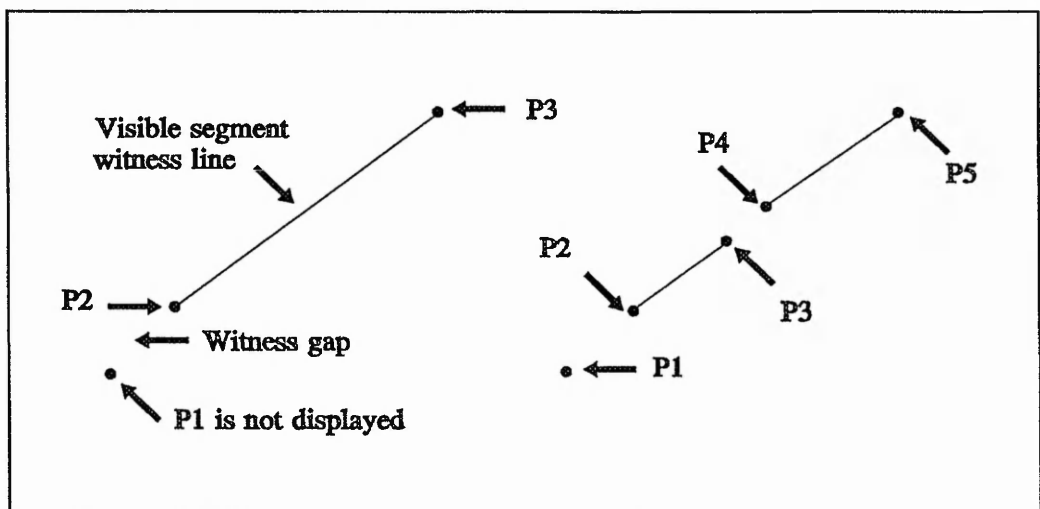 Visible segment
witness line
P3
P2
Witness gap
P1 is not displayed
P4
P5
P2
P3
P1